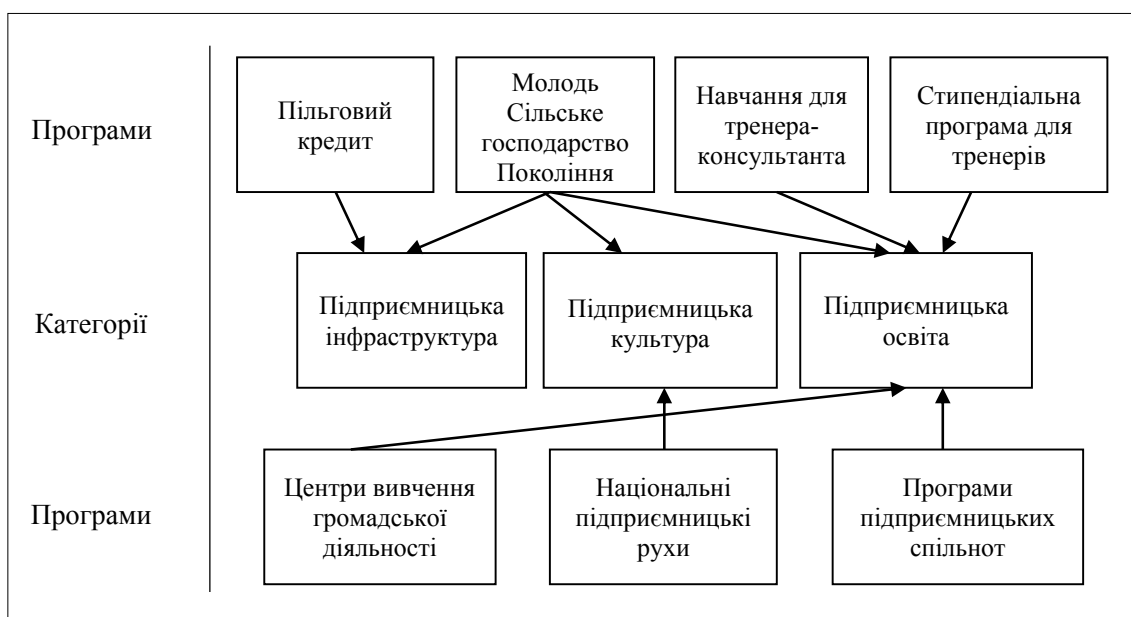 Програми
Пільговий
кредит
Молодь
Сільське
господарство
Покоління
Навчання для
тренера-
консультанта
Стипендіальна
програма для
тренерів
Категорії
Підприємницька
інфраструктура
Підприємницька
культура
Підприємницька
освіта
Програми
Центри вивчення
громадської
діяльності
Національні
підприємницькі
рухи
Програми
підприємницьких
спільнот